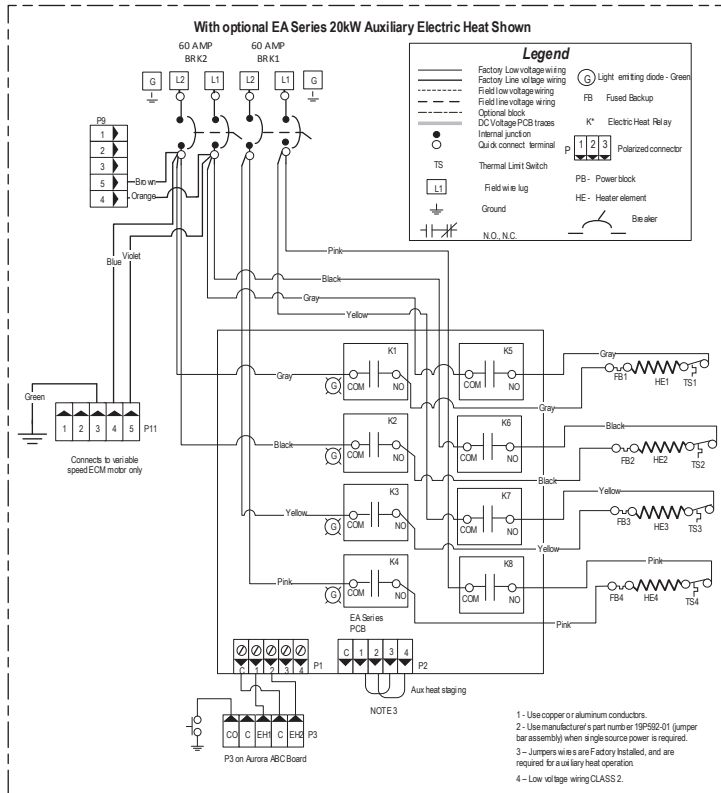 With optional EA Series 20kW Auxiliary Electric Heat Shown
60 AMP
BRK2
60 AMP
BRK1
G
L2
L1
L2
L1
G
Legend
Factory Low voltage wiring
Factory Line voltage wiring
Field low voltage wiring
Field line voltage wiring
Optional block
DC Voltage PCB traces
Internal junction
Quick connect terminal
TS
Thermal Limit Switch
L1
Field wire lug
Ground
N.O., N.C.
G
Light emitting diode - Green
FB
Fused Backup
K*
Electric Heat Relay
P
1 2 3
Polarized connector
PB - Power block
HE - Heater element
Breaker
P9
1
2
3
5
4
Brown
Orange
Blue
Violet
Pink
Black
Gray
Yellow
Green
1 2 3 4 5
P11
Connects to variable
speed ECM motor only
Gray
G
K1
COM
NO
K5
COM
NO
Gray
Gray
FB1
HE1
TS1
Black
G
K2
COM
NO
K6
COM
NO
Black
Black
FB2
HE2
TS2
Yellow
G
K3
COM
NO
K7
COM
NO
Yellow
Yellow
FB3
HE3
TS3
Pink
G
K4
COM
NO
K8
COM
NO
Pink
Pink
FB4
HE4
TS4
EA Series
PCB
C 1 2 3 4
P1
C 1 2 3 4
P2
Aux heat staging
NOTE 3
CO C EH1 C EH2
P3
P3 on Aurora ABC Board
1 - Use copper or aluminum conductors.
2 - Use manufacturer's part number 19P592-01 (jumper
bar assembly) when single source power is required.
3 – Jumpers wires are Factory Installed, and are
required for auxiliary heat operation.
4 – Low voltage wiring CLASS 2.